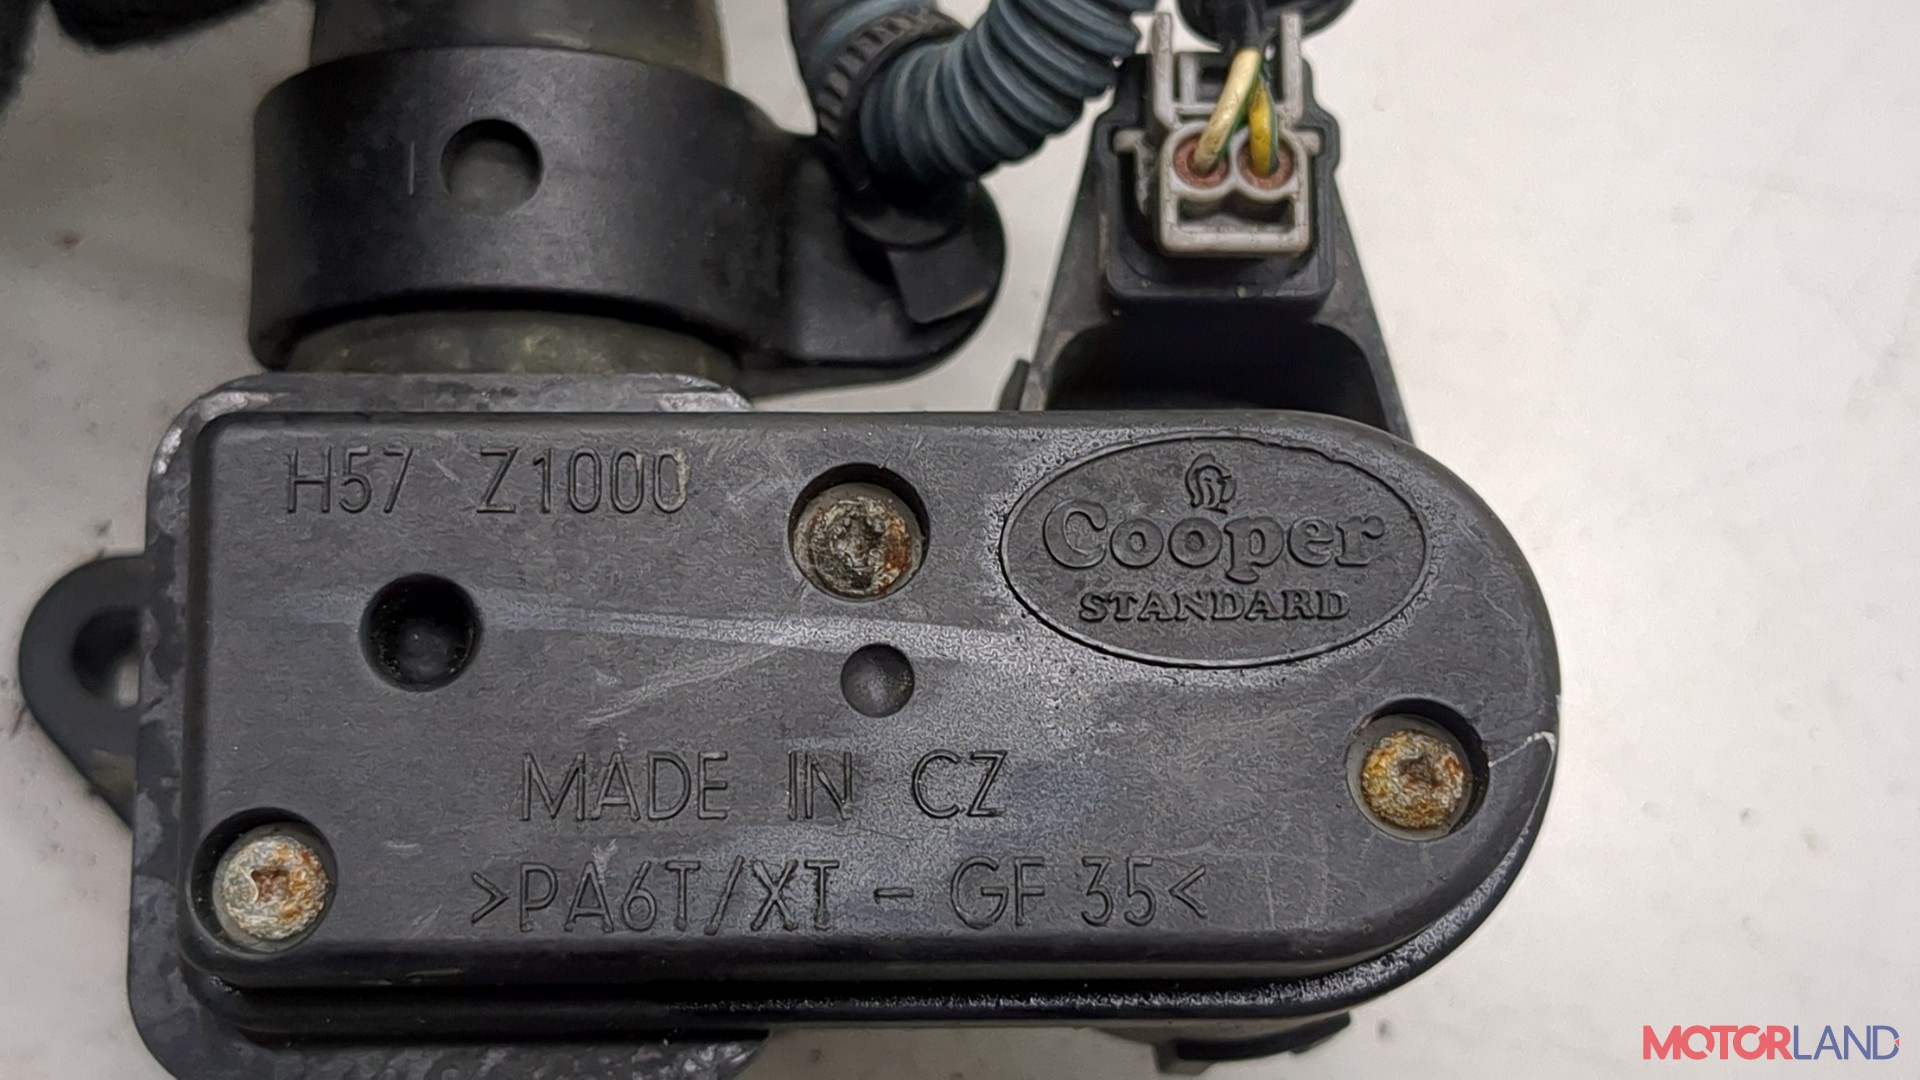 H57 Z1000
Cooper
STANDARD
MADE IN CZ
>PA6T/XT - GF 35<
MOTORLAND